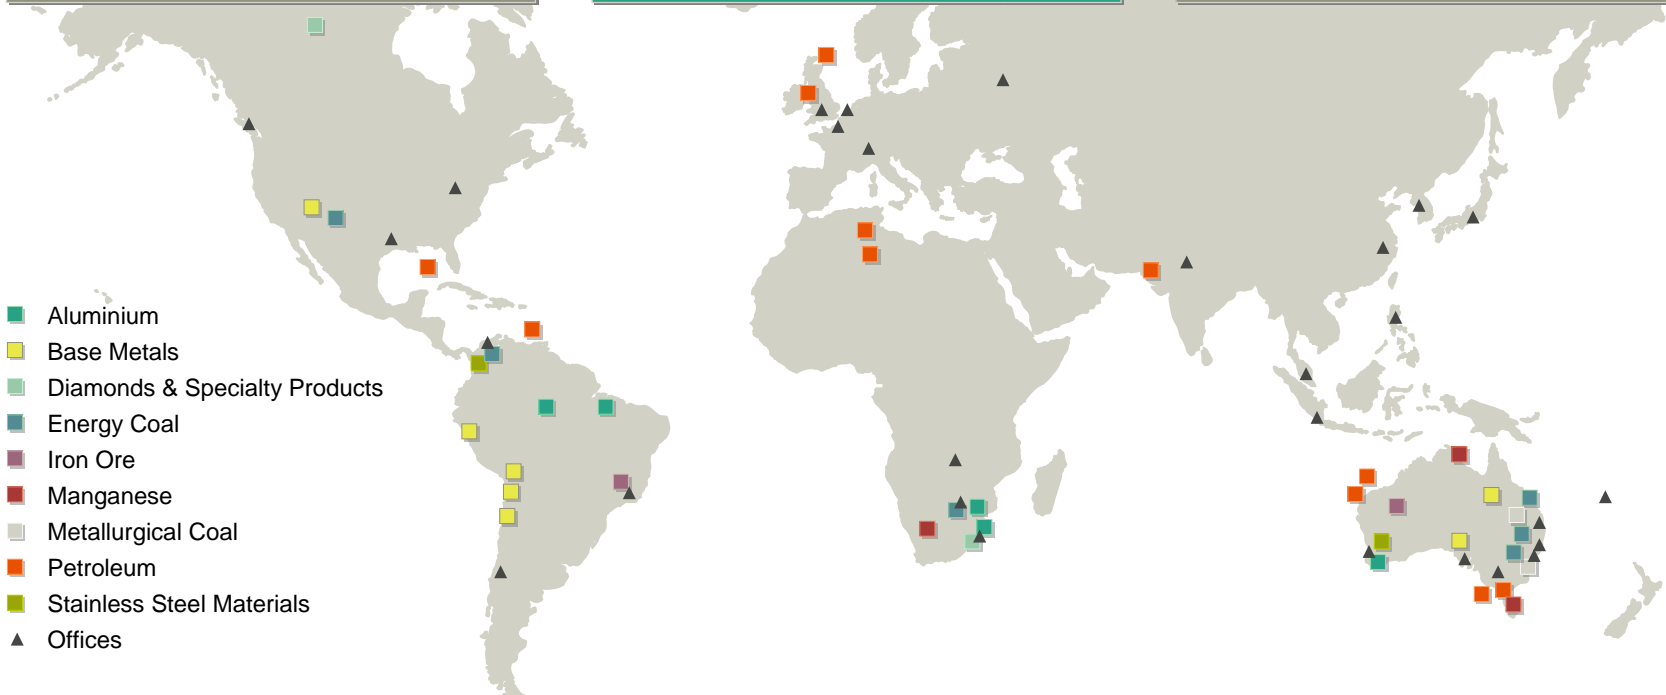 Aluminium
Base Metals
Diamonds & Specialty Products
Energy Coal
Iron Ore
Manganese
Metallurgical Coal
Petroleum
Stainless Steel Materials
Offices